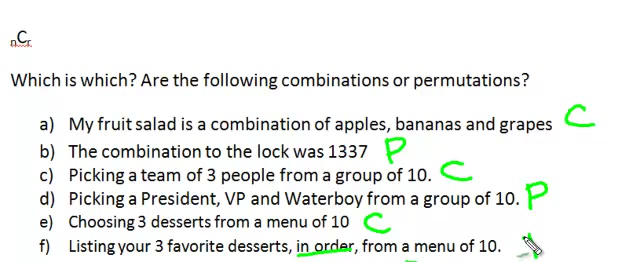 nCr
Which is which? Are the following combinations or permutations?
a) My fruit salad is a combination of apples, bananas and grapes C
b) The combination to the lock was 1337 P
c) Picking a team of 3 people from a group of 10. C
d) Picking a President, VP and Waterboy from a group of 10. P
e) Choosing 3 desserts from a menu of 10 C
f) Listing your 3 favorite desserts, in order, from a menu of 10.